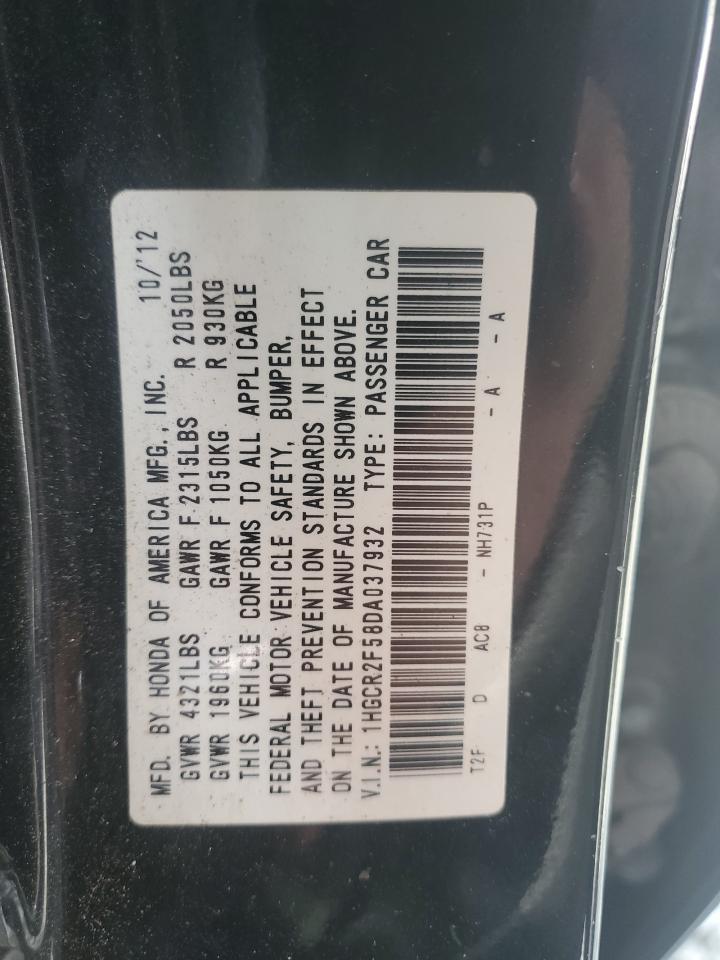 MFD. BY HONDA OF AMERICA MFG., INC. 10/'12
GVWR 4321LBS GAWR F 2315LBS R 2050LBS
GVWR 1960KG GAWR F 1050KG R 930KG
THIS VEHICLE CONFORMS TO ALL APPLICABLE
FEDERAL MOTOR VEHICLE SAFETY, BUMPER,
AND THEFT PREVENTION STANDARDS IN EFFECT
ON THE DATE OF MANUFACTURE SHOWN ABOVE.
V.I.N.: 1HGCR2F58DA037932 TYPE: PASSENGER CAR
T2F D AC8 - NH731P - A - A